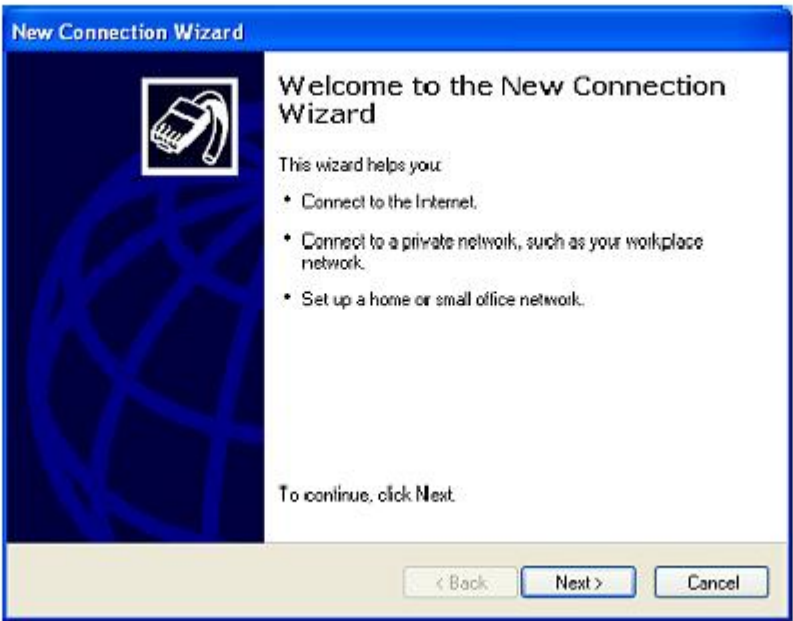 New Connection Wizard
Welcome to the New Connection
Wizard
This wizard helps you:
• Connect to the Internet.
• Connect to a private network, such as your workplace
network.
• Set up a home or small office network.
To continue, click Next.
< Back
Next >
Cancel